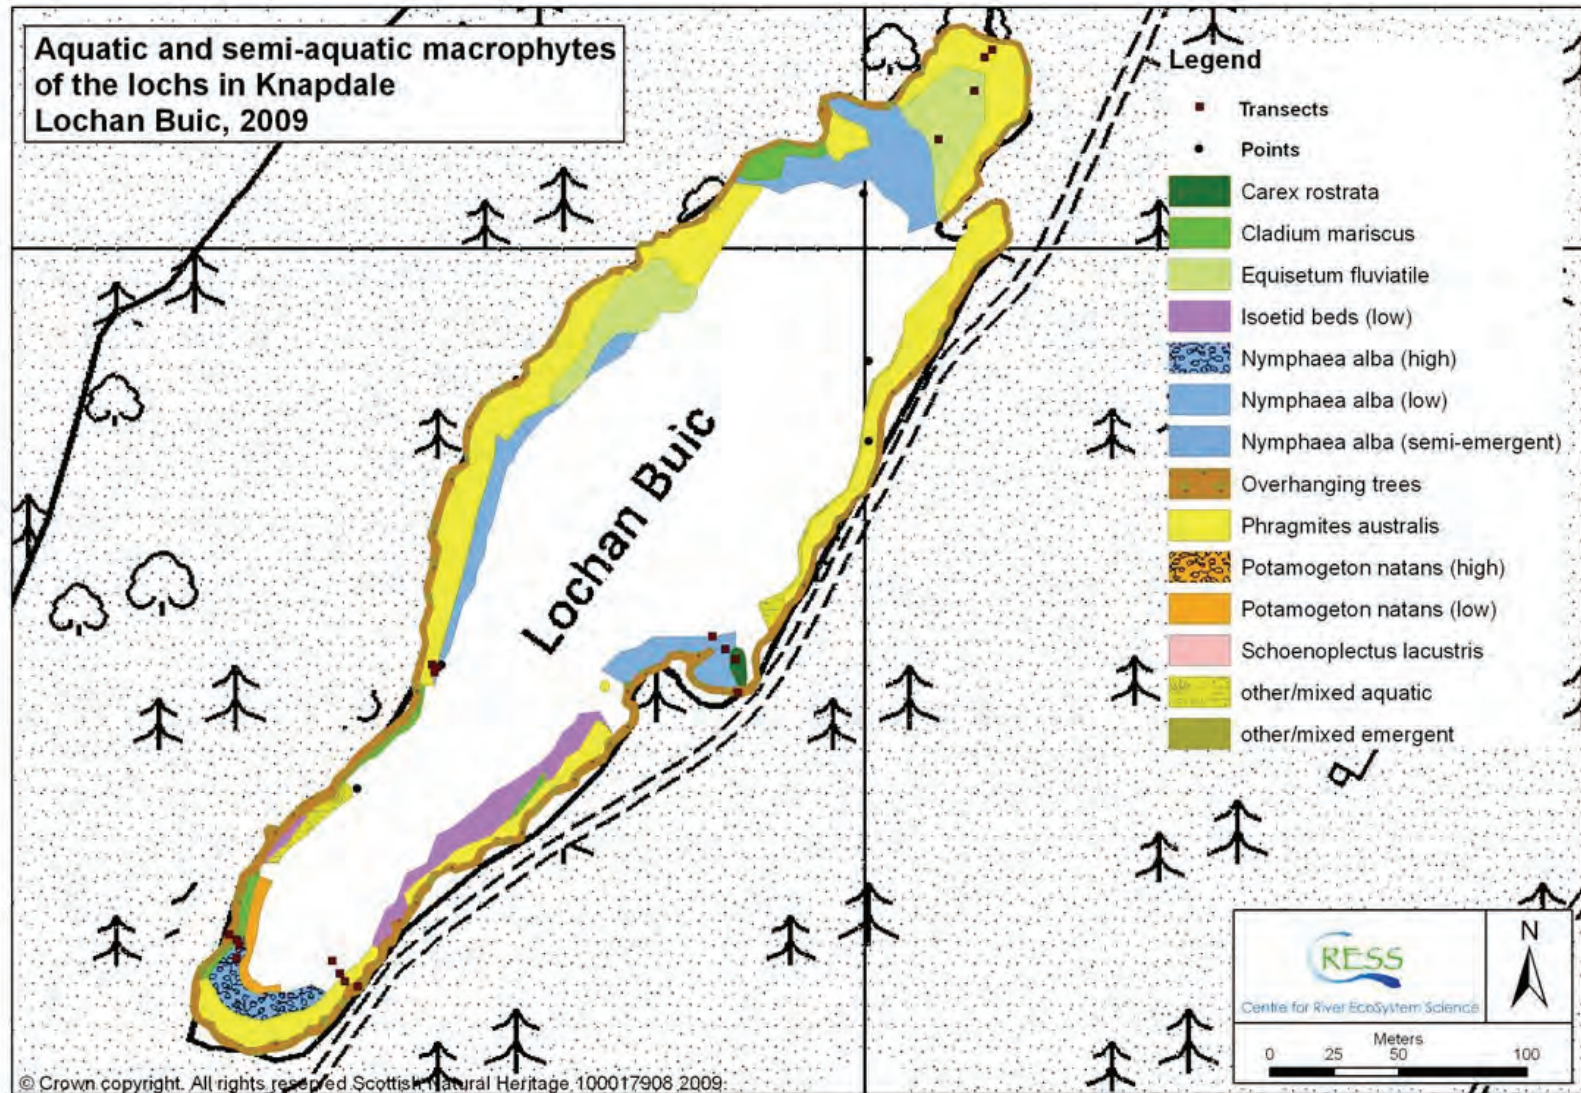 Aquatic and semi-aquatic macrophytes
of the lochs in Knapdale
Lochan Buic, 2009
Legend
Transects
Points
Carex rostrata
Cladium mariscus
Equisetum fluviatile
Isoetid beds (low)
Nymphaea alba (high)
Nymphaea alba (low)
Nymphaea alba (semi-emergent)
Overhanging trees
Phragmites australis
Potamogeton natans (high)
Potamogeton natans (low)
Schoenoplectus lacustris
other/mixed aquatic
other/mixed emergent
Lochan Buic
CRESS
Centre for River EcoSystem Science
N
Meters
0 25 50 100
© Crown copyright. All rights reserved Scottish Natural Heritage 100017908 2009.